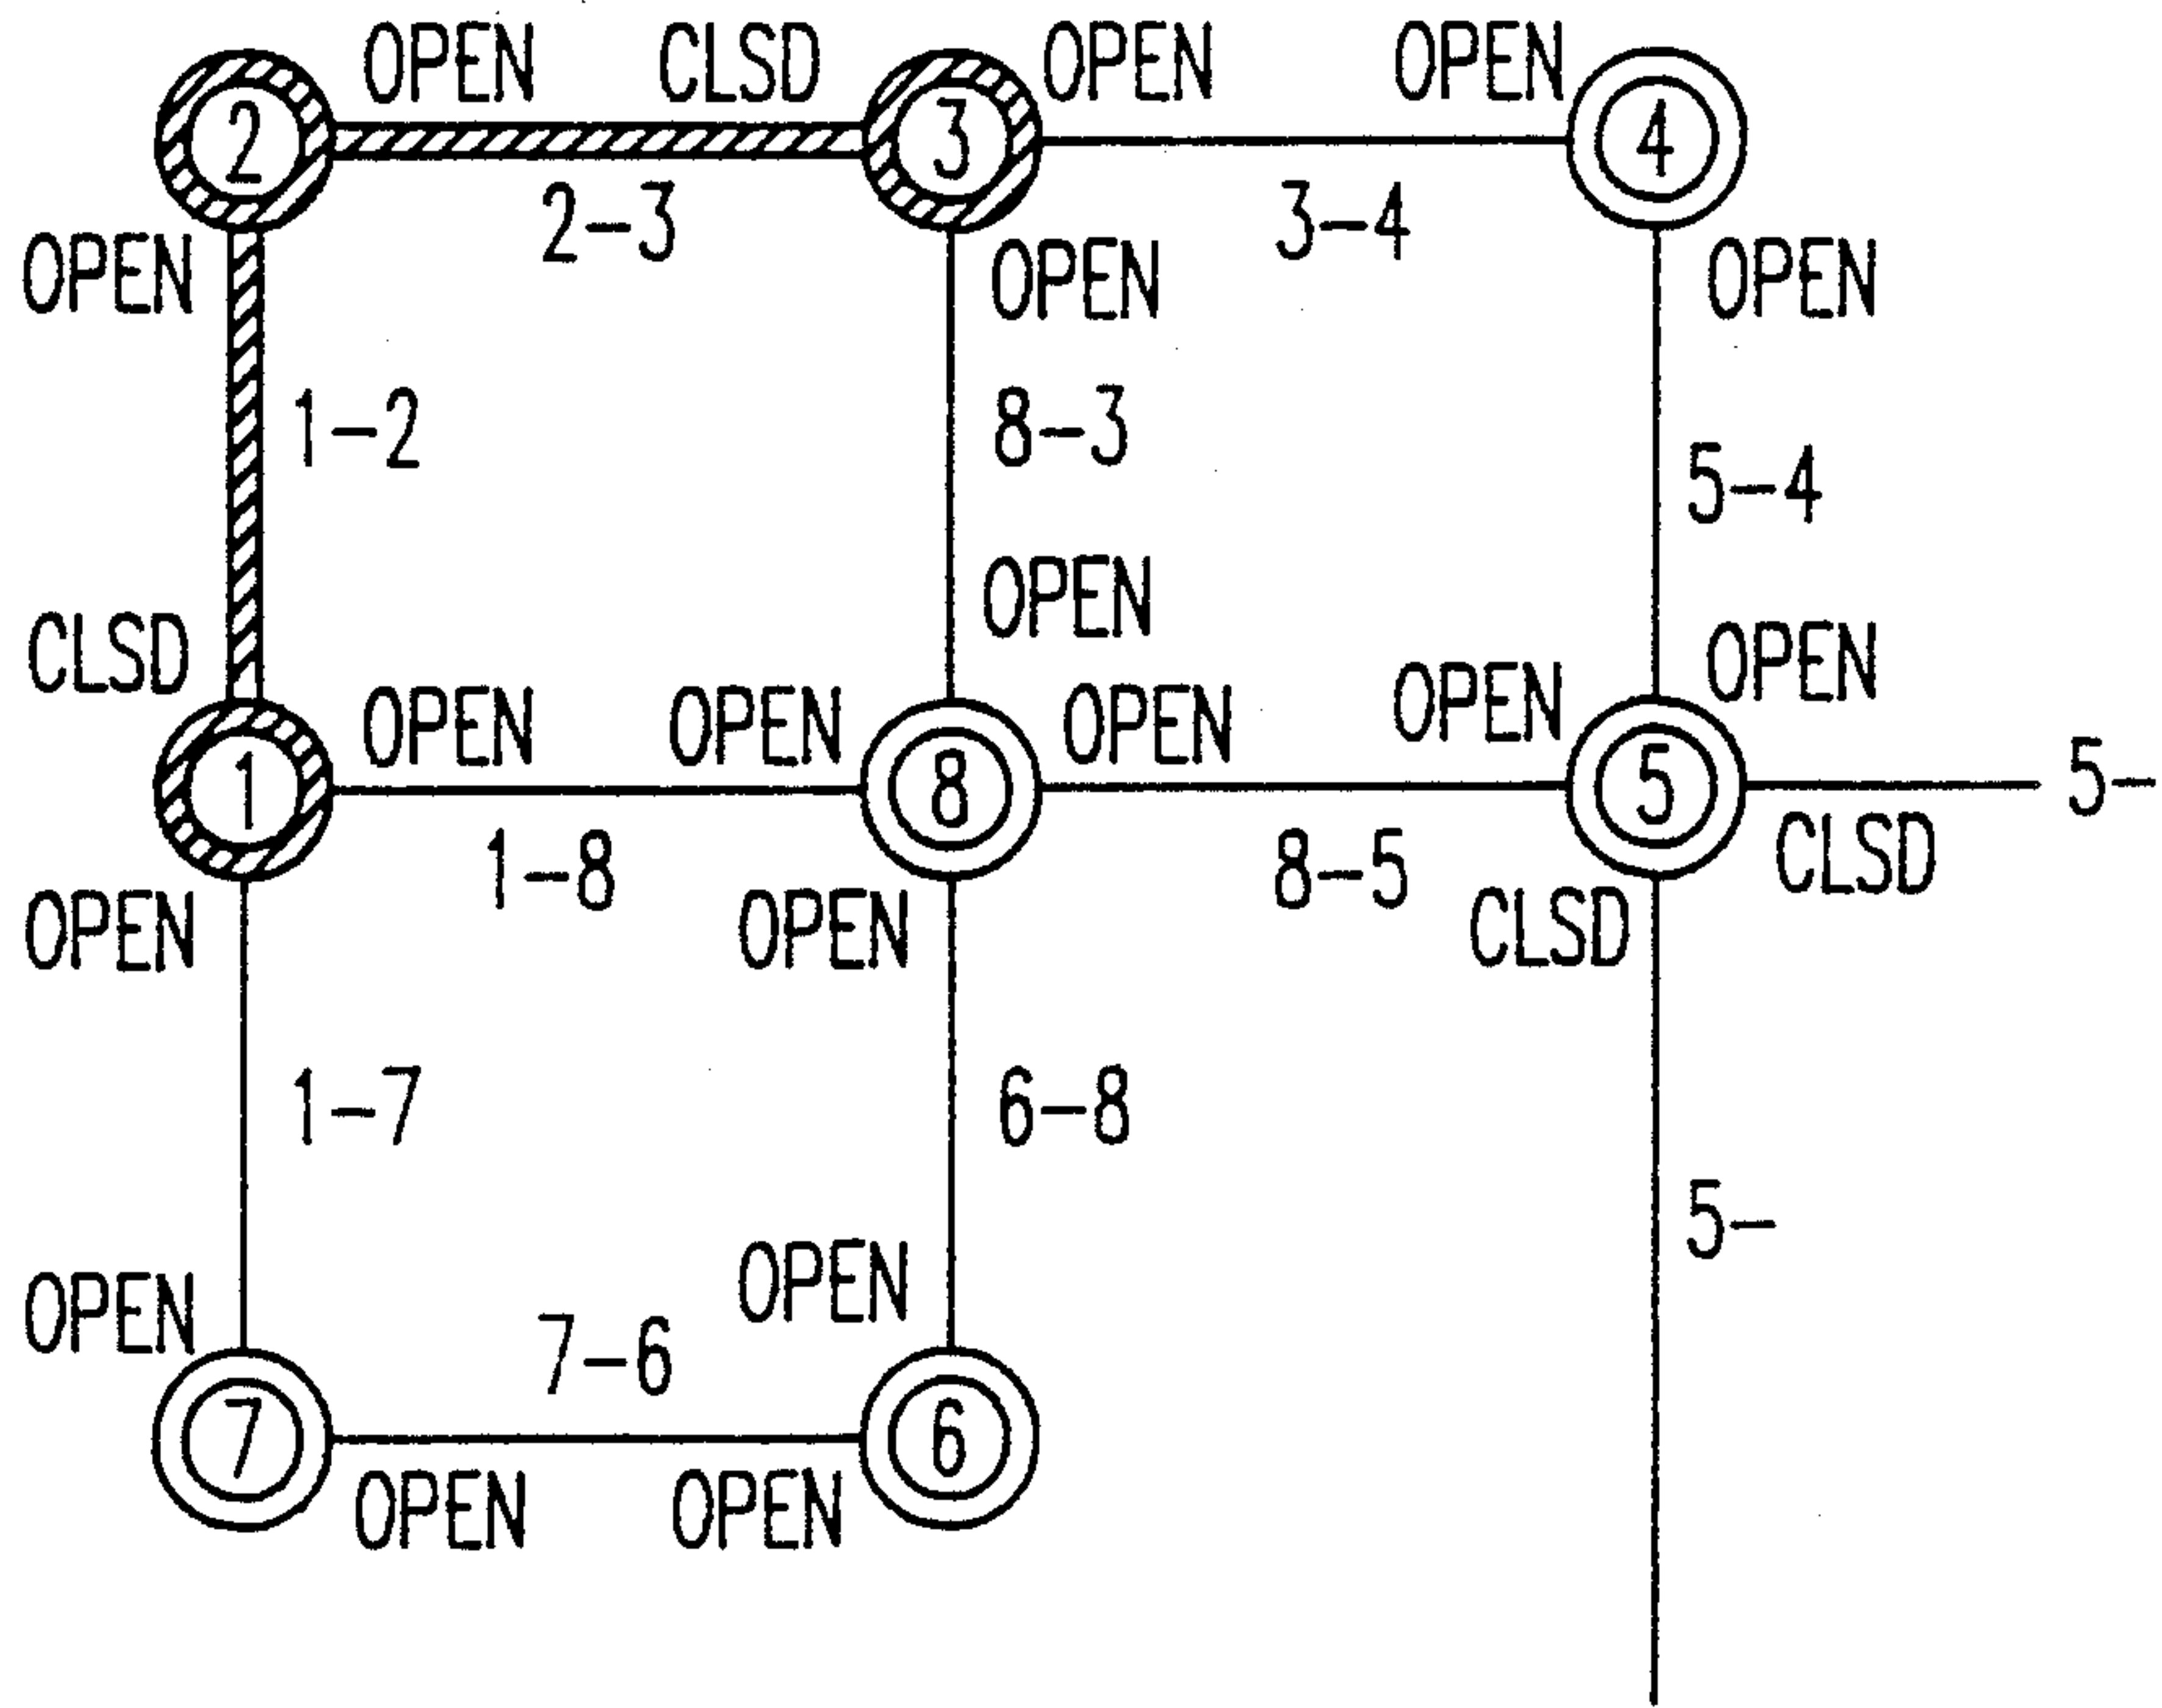 OPEN CLSD OPEN OPEN
2 3 4
2-3 3-4
OPEN OPEN OPEN
1-2 8-3 5-4
OPEN
CLSD OPEN
OPEN OPEN OPEN OPEN
1 8 5 5-
1-8 8-5 CLSD
OPEN OPEN CLSD
1-7 6-8
5-
OPEN OPEN
7-6
7 6
OPEN OPEN